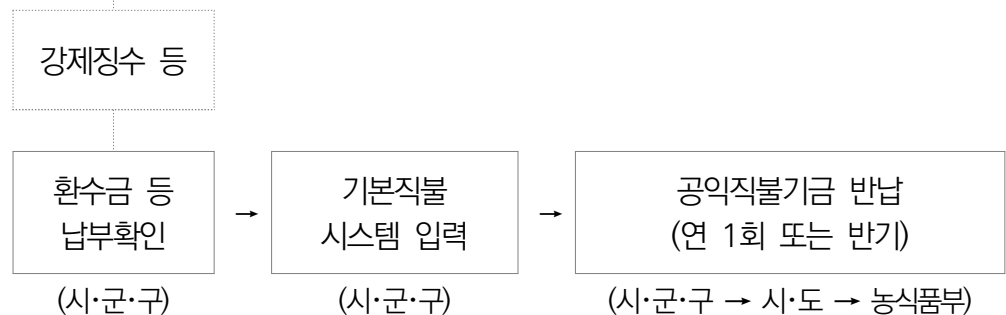 강제징수 등
환수금 등
납부확인
→
기본직불
시스템 입력
→
공익직불기금 반납
(연 1회 또는 반기)
(시·군·구)
(시·군·구)
(시·군·구 → 시·도 → 농식품부)